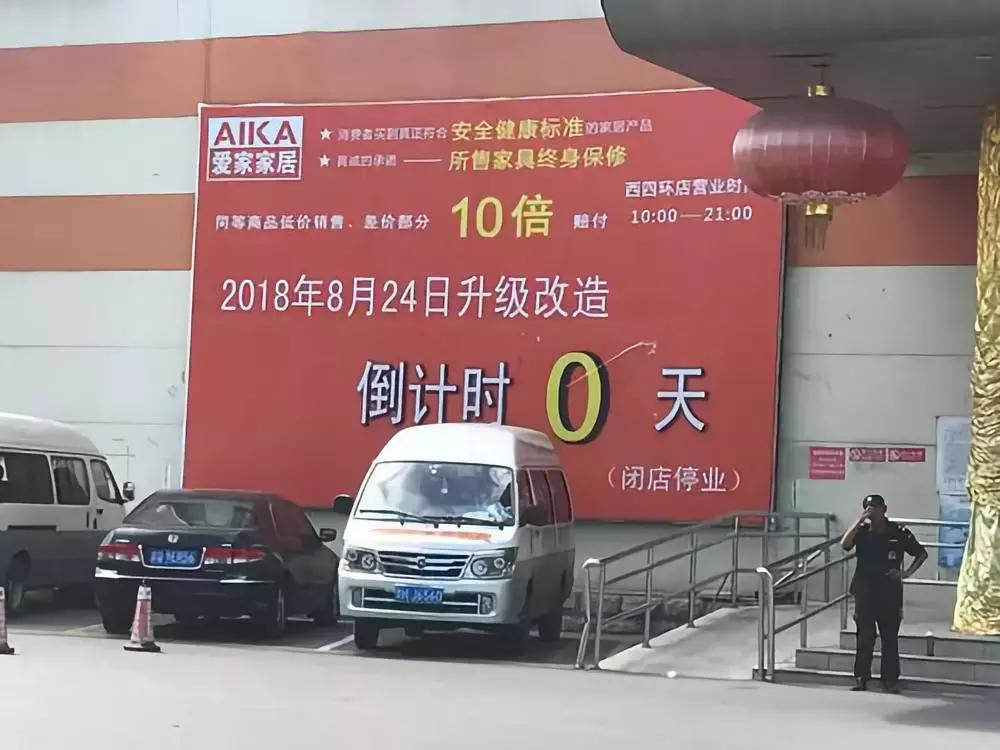 AIKA
爱家家居
★消费者买到真正符合安全健康标准的家居产品
★真诚的承诺——所售家具终身保修
同等商品低价销售、差价部分10倍赔付
西四环店营业时
10:00—21:00
2018年8月24日升级改造
倒计时0天
(闭店停业)
J6560